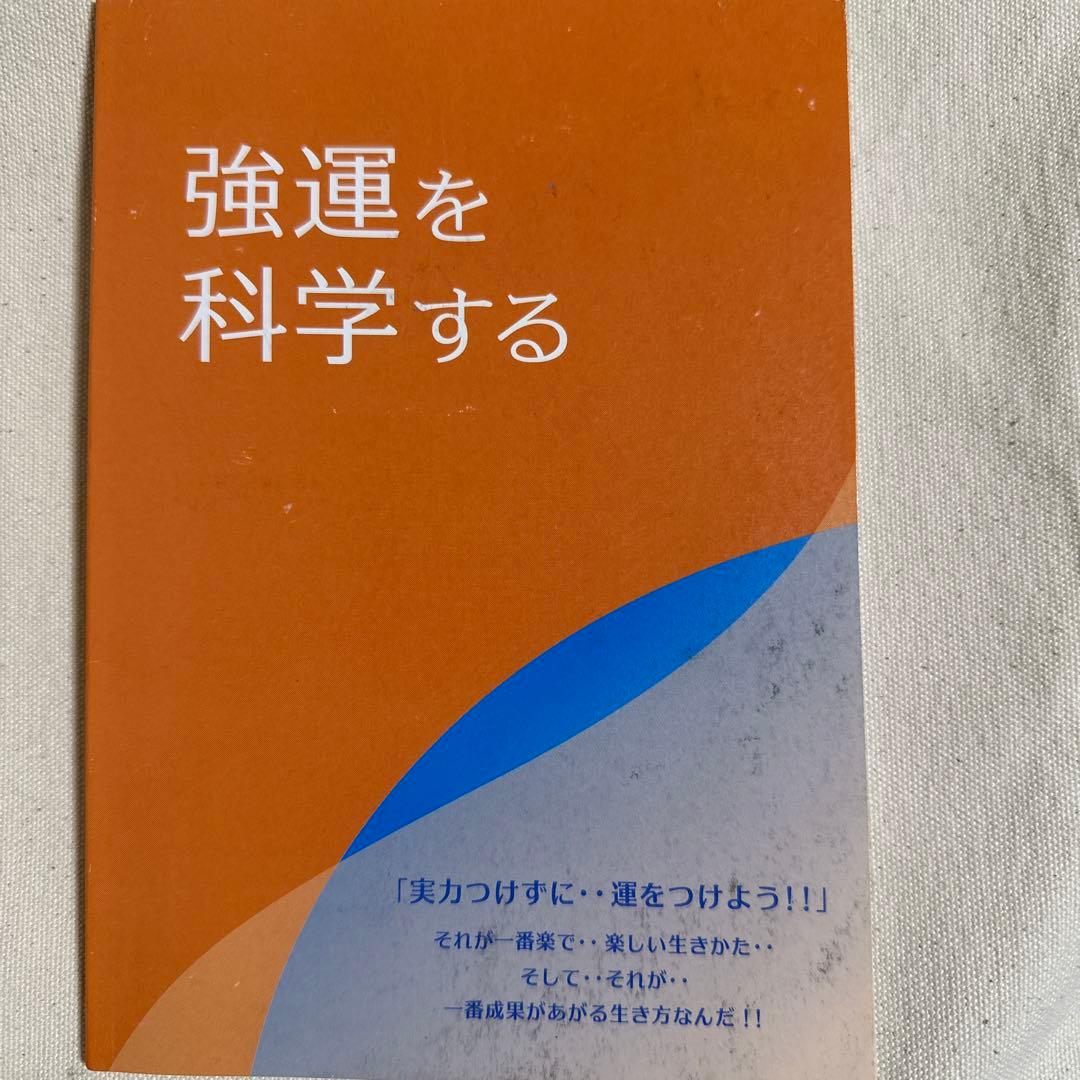 強運を
科学する
「実力つけずに‥運をつけよう!!」
それが一番楽で‥楽しい生きかた‥
そして‥それが‥
一番成果があがる生き方なんだ!!